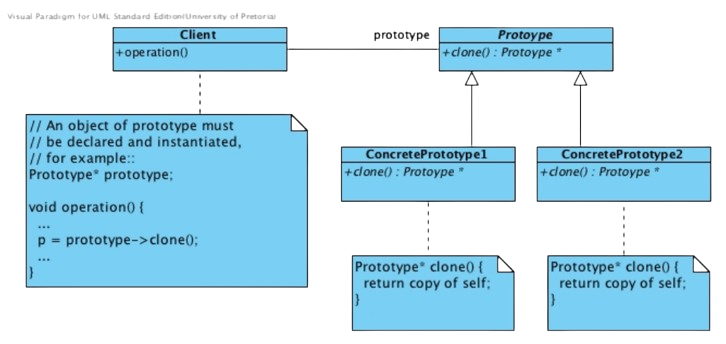 Visual Paradigm for UML Standard Edition(University of Pretoria)
Client
+operation()
prototype
Protoype
+clone() : Protoype *
// An object of prototype must
// be declared and instantiated,
// for example::
Prototype* prototype;
void operation() {
...
p = prototype->clone();
...
}
ConcretePrototype1
+clone() : Protoype *
ConcretePrototype2
+clone() : Protoype *
Prototype* clone() {
return copy of self;
}
Prototype* clone() {
return copy of self;
}